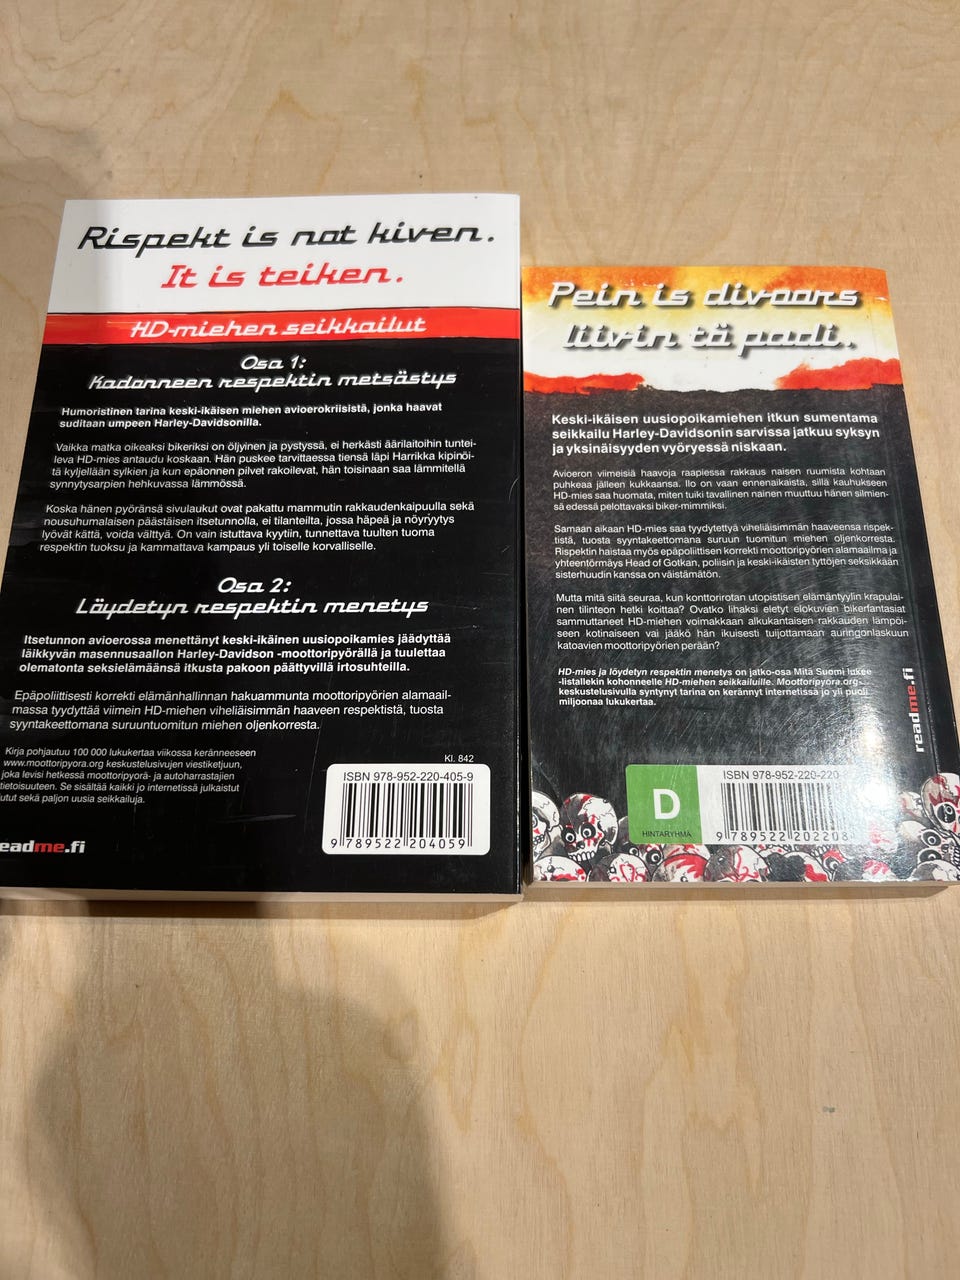 Rispekt is not kiven.
It is teiken.
HD-miehen seikkailut
Osa 1:
Kadonneen respektin metsästys
Humoristinen tarina keski-ikäisen miehen avioerokriisistä, jonka haavat
suditaan umpeen Harley-Davidsonilla.
Vaikka matka oikeaksi bikeriksi on öljyinen ja pystyssä, ei herkästi äärilaitoihin tuntei-
leva HD-mies antaudu koskaan. Hän puskee tarvittaessa tiensä läpi Harrikka kipinöi-
tä kyljellään sylkien ja kun epäonnen pilvet rakoilevat, hän toisinaan saa lämmitellä
synnytysarpien hehkuvassa lämmössä.
Koska hänen pyöränsä sivulaukut ovat pakattu mammutin rakkaudenkaipuulla sekä
nousuhumalaisen päästäisen itsetunnolla, ei tilanteilta, jossa häpeä ja nöyryytys
lyövät kättä, voida välttyä. On vain istuttava kyytiin, tunnettava tuulten tuoma
respektin tuoksu ja kammattava kampaus yli toiselle korvalliselle.
Osa 2:
Löydetyn respektin menetys
Itsetunnon avioerossa menettänyt keski-ikäinen uusiopoikamies jäädyttää
läikkyvän masennusaallon Harley-Davidson -moottoripyörällä ja tuulettaa
olematonta seksielämäänsä itkusta pakoon päättyvillä irtosuhteilla.
Epäpoliittisesti korrekti elämänhallinnan hakuammunta moottoripyörien alamaail-
massa tyydyttää viimein HD-miehen viheliäisimmän haaveen respektistä, tuosta
syyntakeettomana suruuntuomitun miehen oljenkorresta.
Kirja pohjautuu 100 000 lukukertaa viikossa keränneeseen
www.moottoripyora.org keskustelusivujen viestiketjuun,
joka levisi hetkessä moottoripyörä- ja autoharrastajien
tietoisuuteen. Se sisältää kaikki jo internetissä julkaistut
lutut sekä paljon uusia seikkailuja.
Kl. 842
ISBN 978-952-220-405-9
9 789522 204059
eadme.fi
Pein is divaars
liivin tä padi.
Keski-ikäisen uusiopoikamiehen itkun sumentama
seikkailu Harley-Davidsonin sarvissa jatkuu syksyn
ja yksinäisyyden vyöryessä niskaan.
Avioeron viimeisiä haavoja raapiessa rakkaus naisen ruumista kohtaan
puhkeaa jälleen kukkaansa. Ilo on vaan ennenaikaista, sillä kauhukseen
HD-mies saa huomata, miten tuiki tavallinen nainen muuttuu hänen silmien-
sä edessä pelottavaksi biker-mimmiksi.
Samaan aikaan HD-mies saa tyydytettyä viheliäisimmän haaveensa rispek-
tistä, tuosta syyntakeettomana suruun tuomitun miehen oljenkorresta.
Rispektin haistaa myös epäpoliittisen korrekti moottoripyörien alamaailma ja
yhteentörmäys Head of Gotkan, poliisin ja keski-ikäisten tyttöjen seksikkään
sisterhuudin kanssa on väistämätön.
Mutta mitä siitä seuraa, kun konttorirotan utopistisen elämäntyylin krapulai-
nen tilinteon hetki koittaa? Ovatko lihaksi eletyt elokuvien bikerfantasiat
sammuttaneet HD-miehen voimakkaan alkukantaisen rakkauden lämpöi-
seen kotinaiseen vai jääkö hän ikuisesti tuijottamaan auringonlaskuun
katoavien moottoripyörien perään?
HD-mies ja löydetyn respektin menetys on jatko-osa Mitä Suomi lukee
-listallekin kohonneelle HD-miehen seikkailuille. Moottoripyöra.org-
keskustelusivulla syntynyt tarina on kerännyt internetissä jo yli puoli
miljoonaa lukukertaa.
readme.fi
D
HINTARYHMÄ
ISBN 978-952-220-220-
9 789522 202208